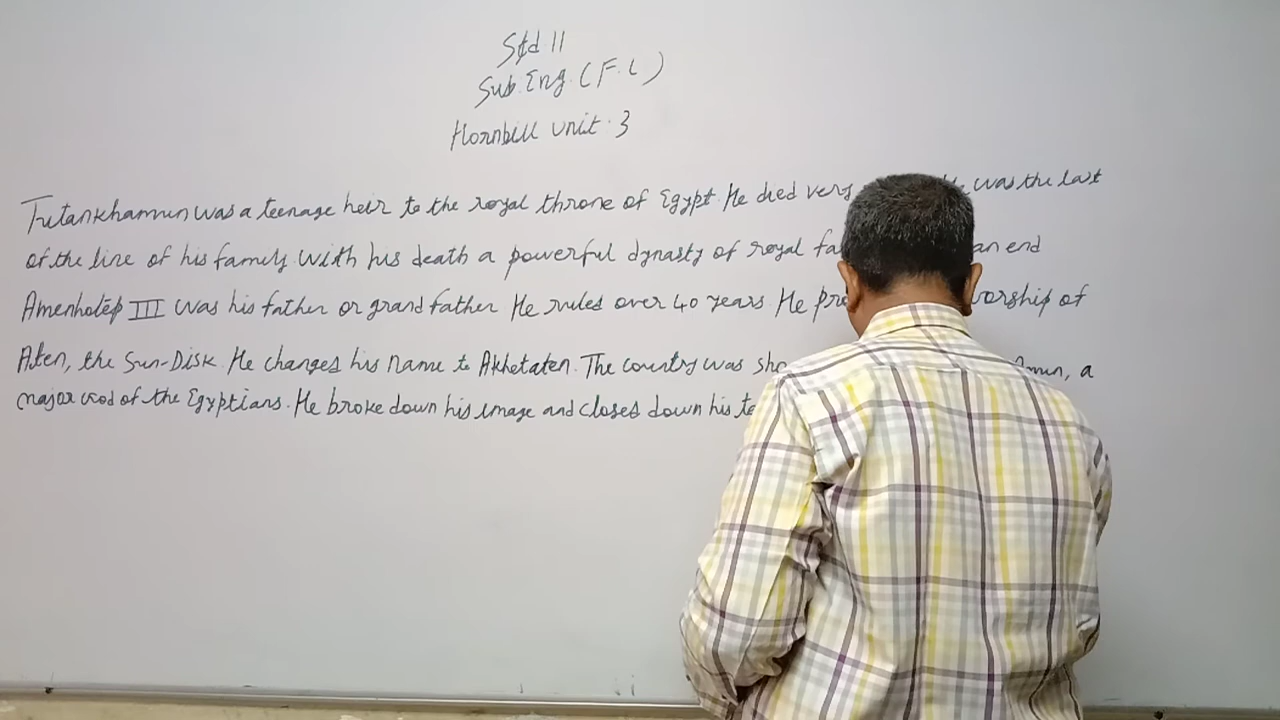 Std 11
Sub. Eng. (F.L)
Hornbill unit: 3
Tutankhamun was a teenage heir to the royal throne of Egypt. He died very was the last
of the line of his family With his death a powerful dynasty of royal an end
Amenhotep III was his father or grand father He rules over 40 years He worship of
Aten, the Sun-Disk. He changes his name to Akhetaten. The country was a
major God of the Egyptians. He broke down his image and closed down his